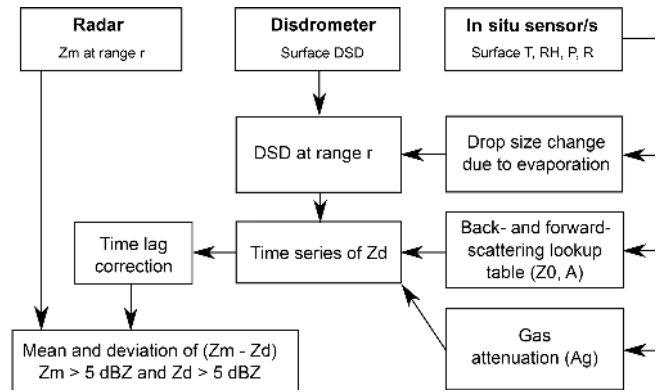 Radar
Zm at range r
Disdrometer
Surface DSD
In situ sensor/s
Surface T, RH, P, R
DSD at range r
Drop size change
due to evaporation
Time lag
correction
Time series of Zd
Back- and forward-
scattering lookup
table (Z0, A)
Mean and deviation of (Zm - Zd)
Zm > 5 dBZ and Zd > 5 dBZ
Gas
attenuation (Ag)